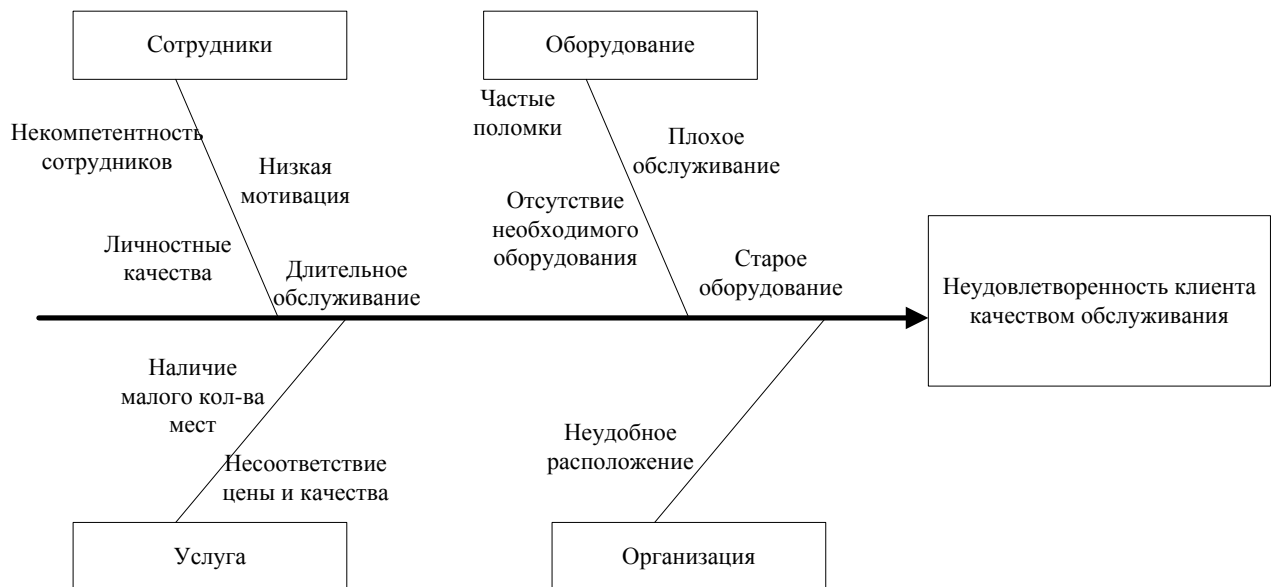 Сотрудники
Оборудование
Некомпетентность
сотрудников
Низкая
мотивация
Личностные
качества
Длительное
обслуживание
Частые
поломки
Плохое
обслуживание
Отсутствие
необходимого
оборудования
Старое
оборудование
Неудовлетворенность клиента
качеством обслуживания
Наличие
малого кол-ва
мест
Несоответствие
цены и качества
Неудобное
расположение
Услуга
Организация